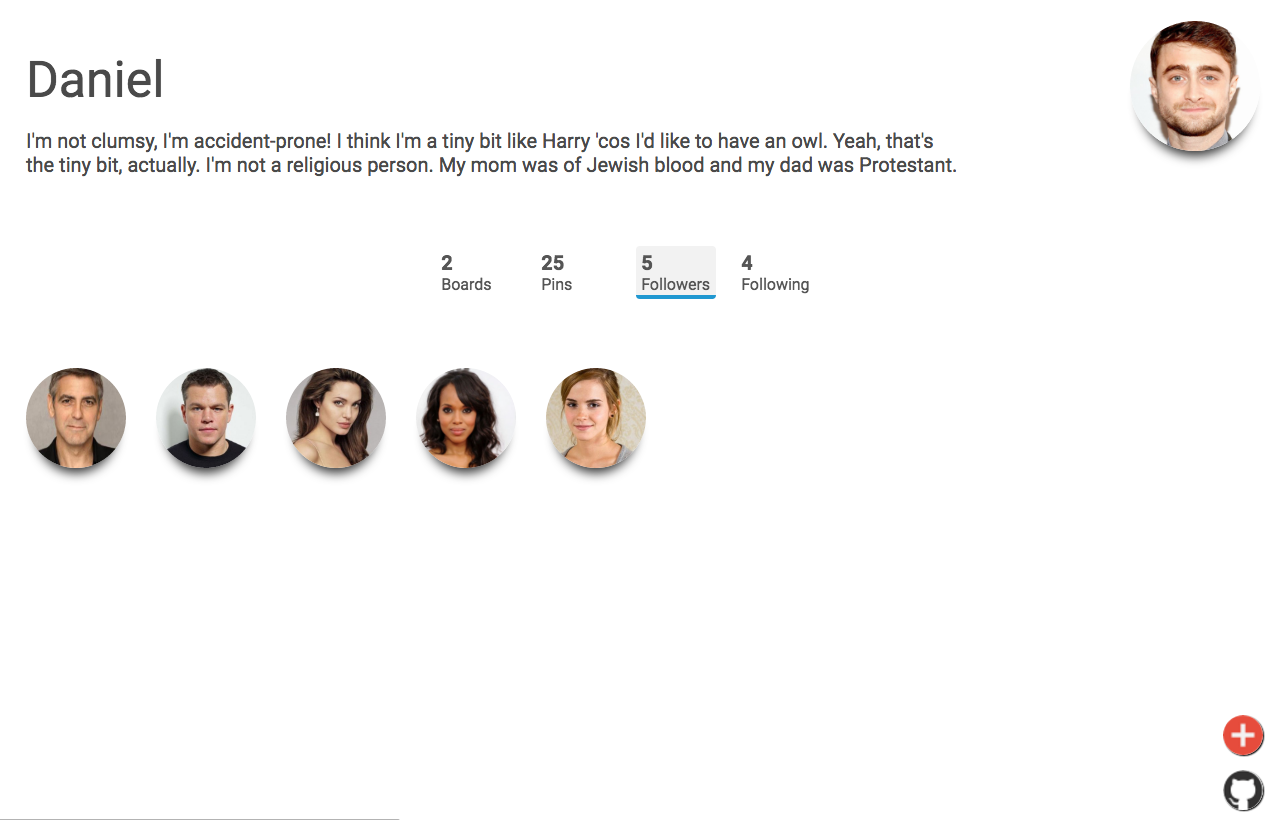 Daniel
I'm not clumsy, I'm accident-prone! I think I'm a tiny bit like Harry 'cos I'd like to have an owl. Yeah, that's
the tiny bit, actually. I'm not a religious person. My mom was of Jewish blood and my dad was Protestant.
2 25 5 4
Boards Pins Followers Following